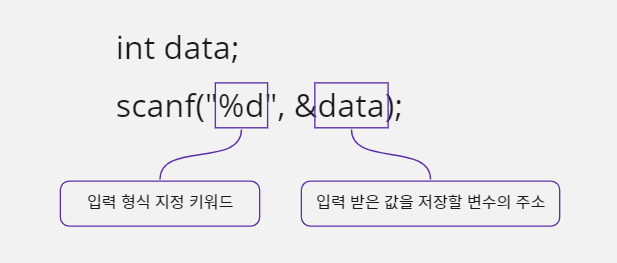 int data;
scanf("%d", &data);
입력 형식 지정 키워드
입력 받은 값을 저장할 변수의 주소